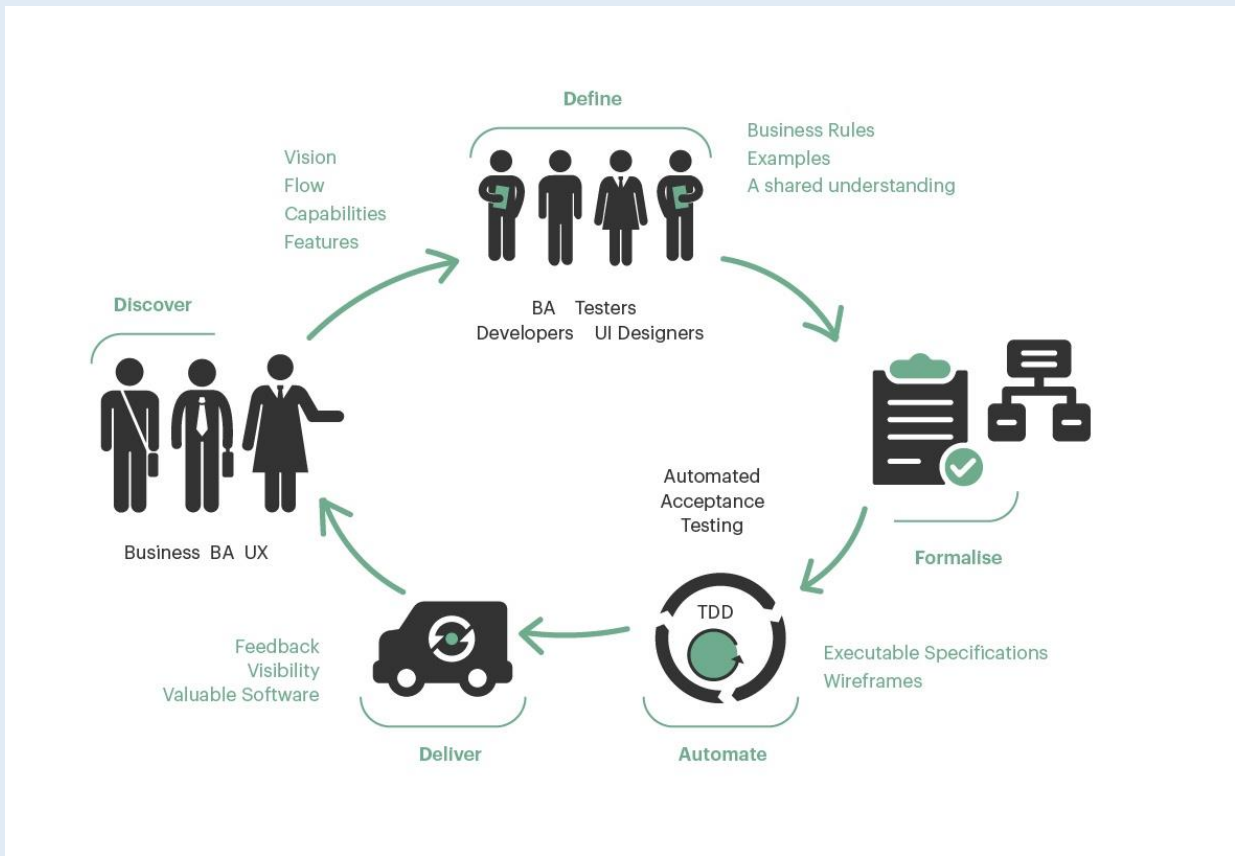 Define
Vision
Flow
Capabilities
Features
Business Rules
Examples
A shared understanding
BA Testers
Developers UI Designers
Discover
Business BA UX
Formalise
Automated
Acceptance
Testing
TDD
Executable Specifications
Wireframes
Automate
Feedback
Visibility
Valuable Software
Deliver